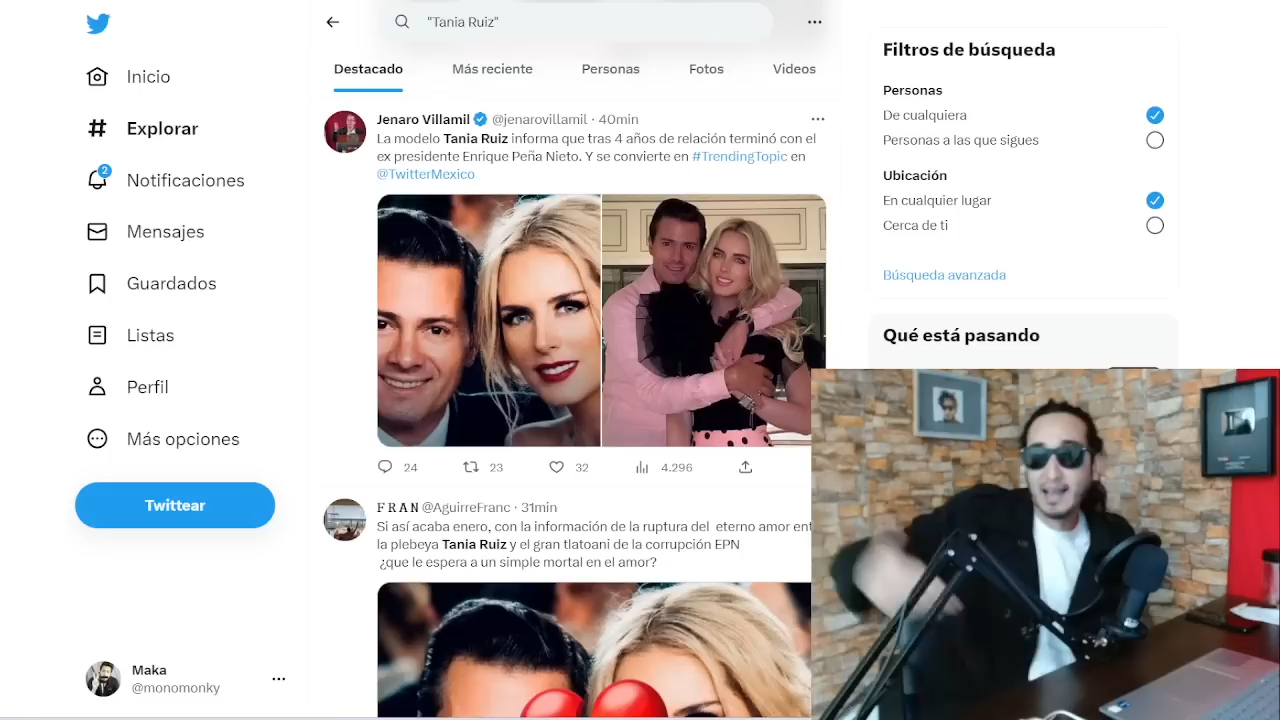 "Tania Ruiz"
Inicio
Explorar
2
Notificaciones
Mensajes
Guardados
Listas
Perfil
Más opciones
Twittear
Maka
@monomonky
Destacado
Más reciente
Personas
Fotos
Videos
Jenaro Villamil @jenarovillamil · 40min
La modelo Tania Ruiz informa que tras 4 años de relación terminó con el
ex presidente Enrique Peña Nieto. Y se convierte en #TrendingTopic en
@TwitterMexico
24
23
32
4.296
F R A N @AguirreFranc · 31min
Si así acaba enero, con la información de la ruptura del eterno amor ent
la plebeya Tania Ruiz y el gran tlatoani de la corrupción EPN
¿que le espera a un simple mortal en el amor?
Filtros de búsqueda
Personas
De cualquiera
Personas a las que sigues
Ubicación
En cualquier lugar
Cerca de ti
Búsqueda avanzada
Qué está pasando